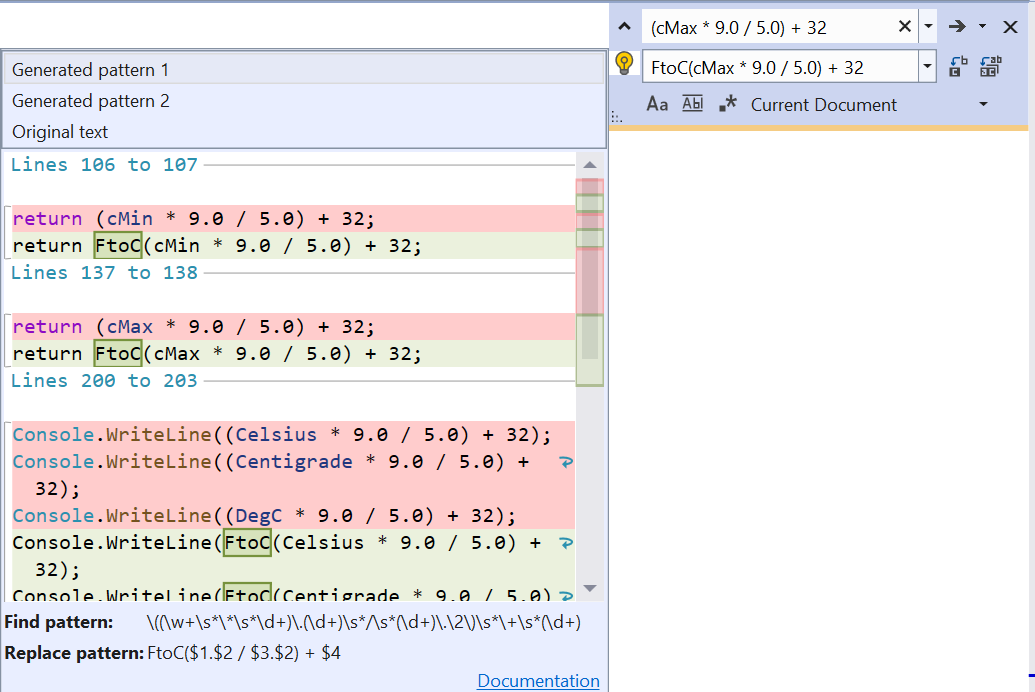 (cMax * 9.0 / 5.0) + 32
FtoC(cMax * 9.0 / 5.0) + 32
Aa Abl .* Current Document
Generated pattern 1
Generated pattern 2
Original text
Lines 106 to 107
return (cMin * 9.0 / 5.0) + 32;
return FtoC(cMin * 9.0 / 5.0) + 32;
Lines 137 to 138
return (cMax * 9.0 / 5.0) + 32;
return FtoC(cMax * 9.0 / 5.0) + 32;
Lines 200 to 203
Console.WriteLine((Celsius * 9.0 / 5.0) + 32);
Console.WriteLine((Centigrade * 9.0 / 5.0) +
32);
Console.WriteLine((DegC * 9.0 / 5.0) + 32);
Console.WriteLine(FtoC(Celsius * 9.0 / 5.0) +
32);
Console.WriteLine(FtoC(Centigrade * 9.0 / 5.0)
Find pattern: \((\w+\s*\*\s*\d+)\.(\d+)\s*/\s*(\d+)\.\2\)\s*\+\s*(\d+)
Replace pattern: FtoC($1.$2 / $3.$2) + $4
Documentation